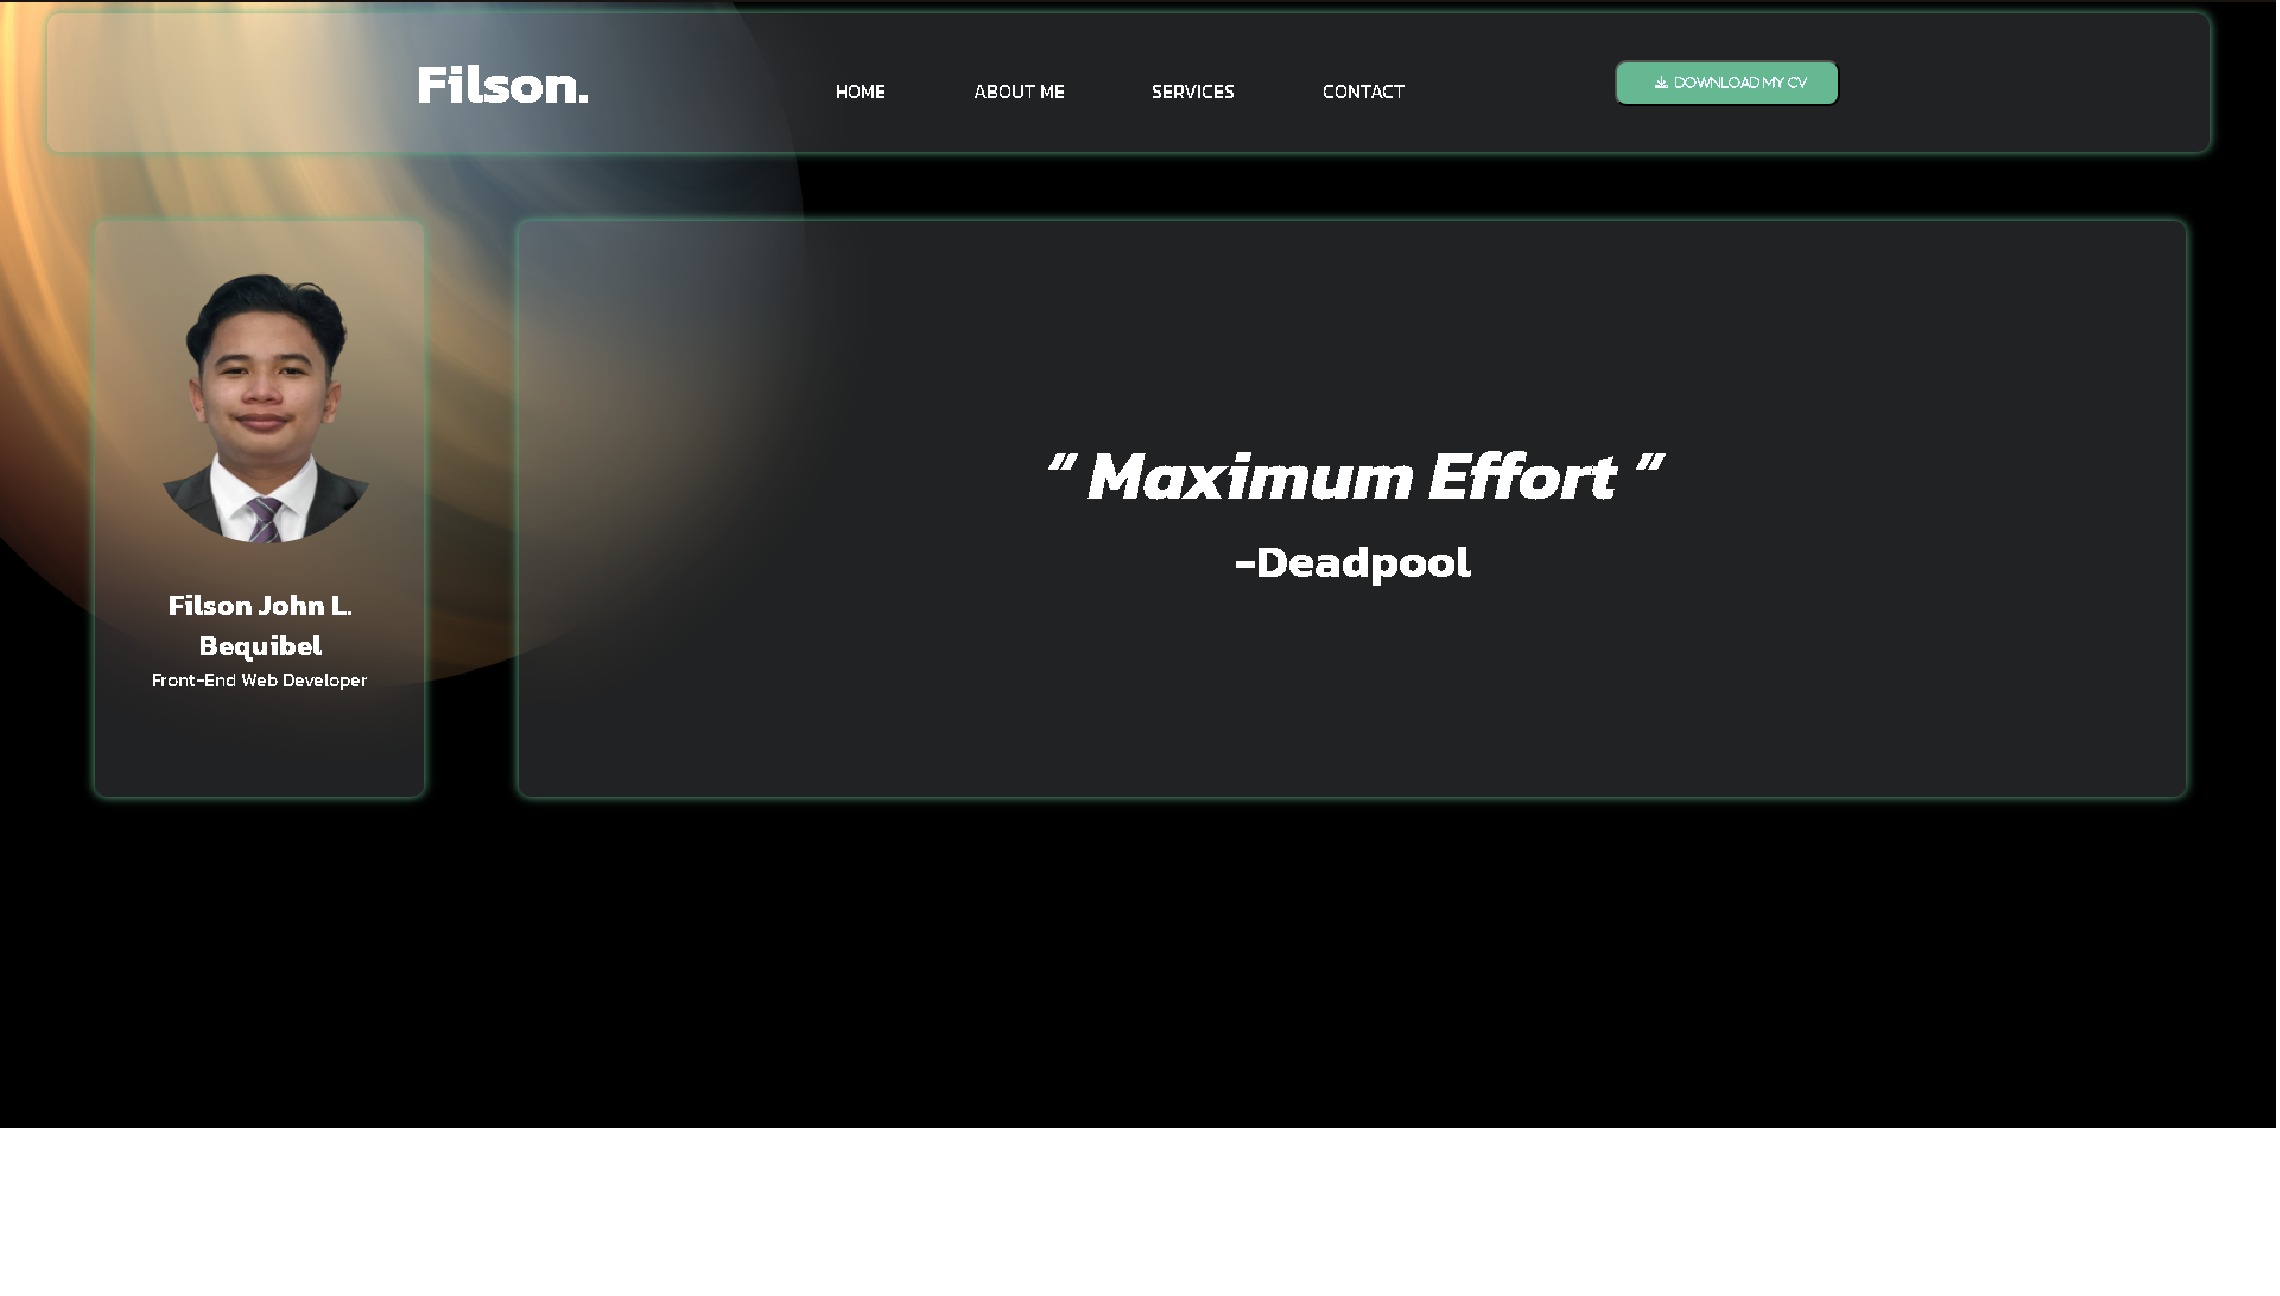 Filson.
HOME
ABOUT ME
SERVICES
CONTACT
DOWNLOAD MY CV
Filson John L.
Bequibel
Front-End Web Developer
" Maximum Effort "
-Deadpool